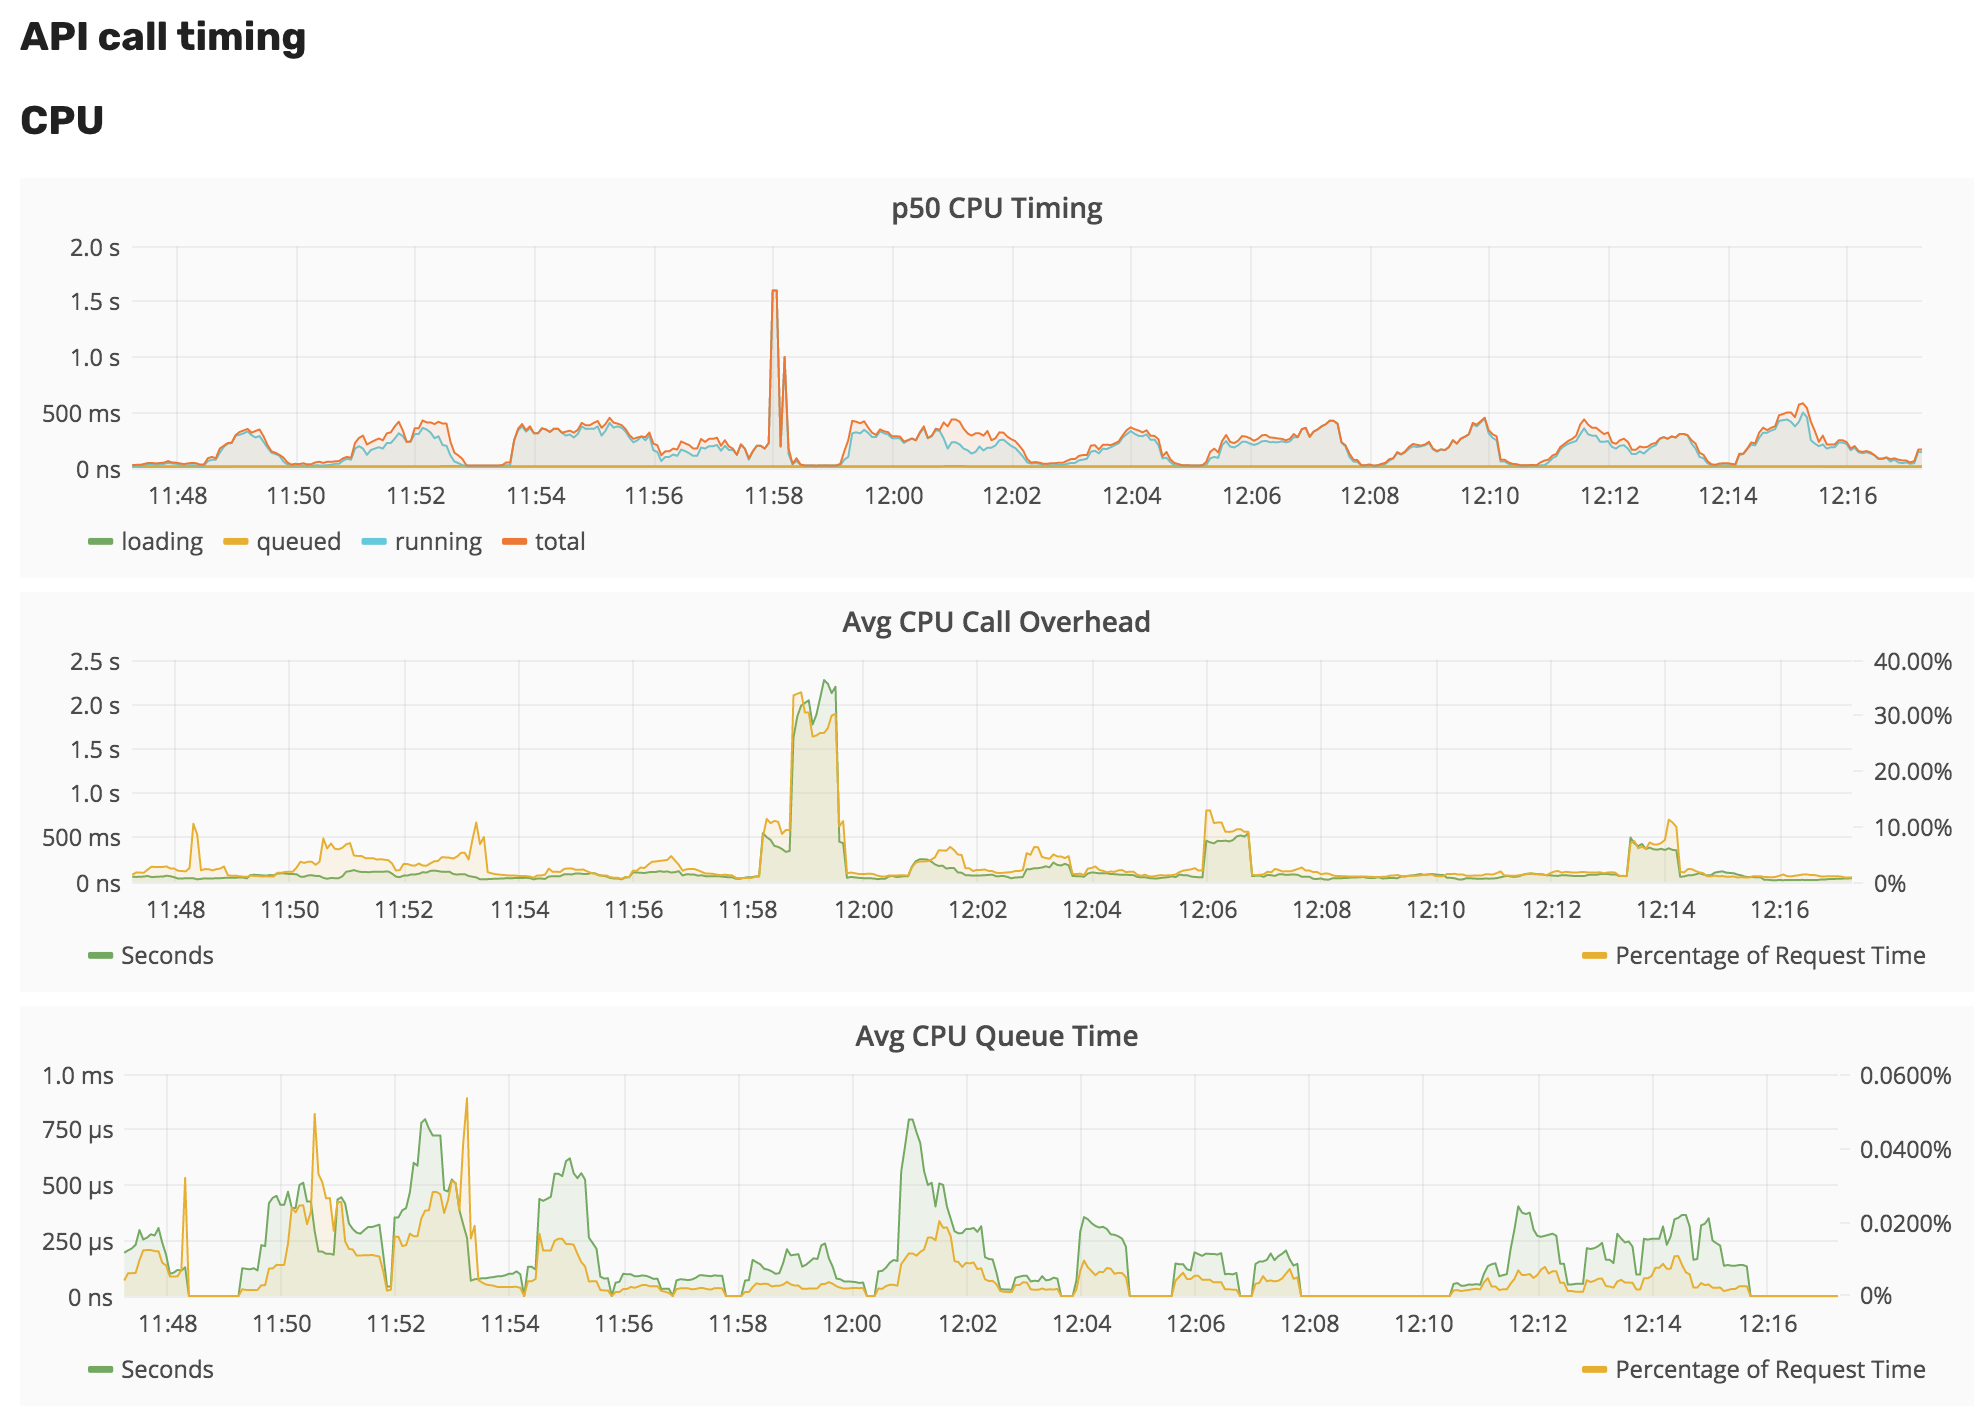 API call timing
CPU
p50 CPU Timing
2.0 s
1.5 s
1.0 s
500 ms
0 ns
11:48 11:50 11:52 11:54 11:56 11:58 12:00 12:02 12:04 12:06 12:08 12:10 12:12 12:14 12:16
loading queued running total
Avg CPU Call Overhead
2.5 s 40.00%
2.0 s 30.00%
1.5 s
1.0 s 20.00%
500 ms 10.00%
0 ns 0%
11:48 11:50 11:52 11:54 11:56 11:58 12:00 12:02 12:04 12:06 12:08 12:10 12:12 12:14 12:16
Seconds Percentage of Request Time
Avg CPU Queue Time
1.0 ms 0.0600%
750 µs 0.0400%
500 µs
250 µs 0.0200%
0 ns 0%
11:48 11:50 11:52 11:54 11:56 11:58 12:00 12:02 12:04 12:06 12:08 12:10 12:12 12:14 12:16
Seconds Percentage of Request Time